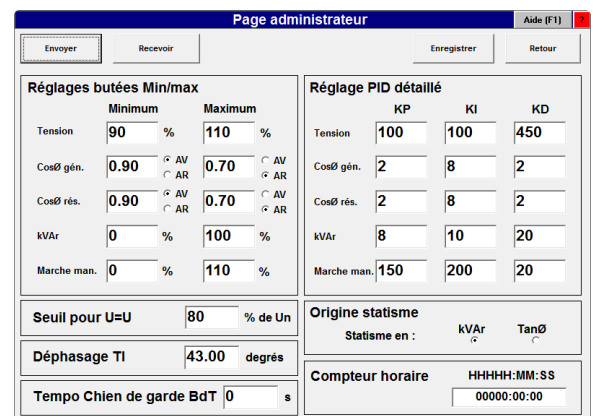 Page administrateur Aide (F1) ?
Envoyer Recevoir Enregistrer Retour
Réglages butées Min/max
Minimum Maximum
Tension 90 % 110 %
CosØ gén. 0.90 AV AR 0.70 AV AR
CosØ rés. 0.90 AV AR 0.70 AV AR
kVAr 0 % 100 %
Marche man. 0 % 110 %
Réglage PID détaillé
KP KI KD
Tension 100 100 450
CosØ gén. 2 8 2
CosØ rés. 2 8 2
kVAr 8 10 20
Marche man. 150 200 20
Seuil pour U=U 80 % de Un
Déphasage TI 43.00 degrés
Tempo Chien de garde BdT 0 s
Origine statisme
Statisme en : kVAr TanØ
Compteur horaire HHHHH:MM:SS
00000:00:00